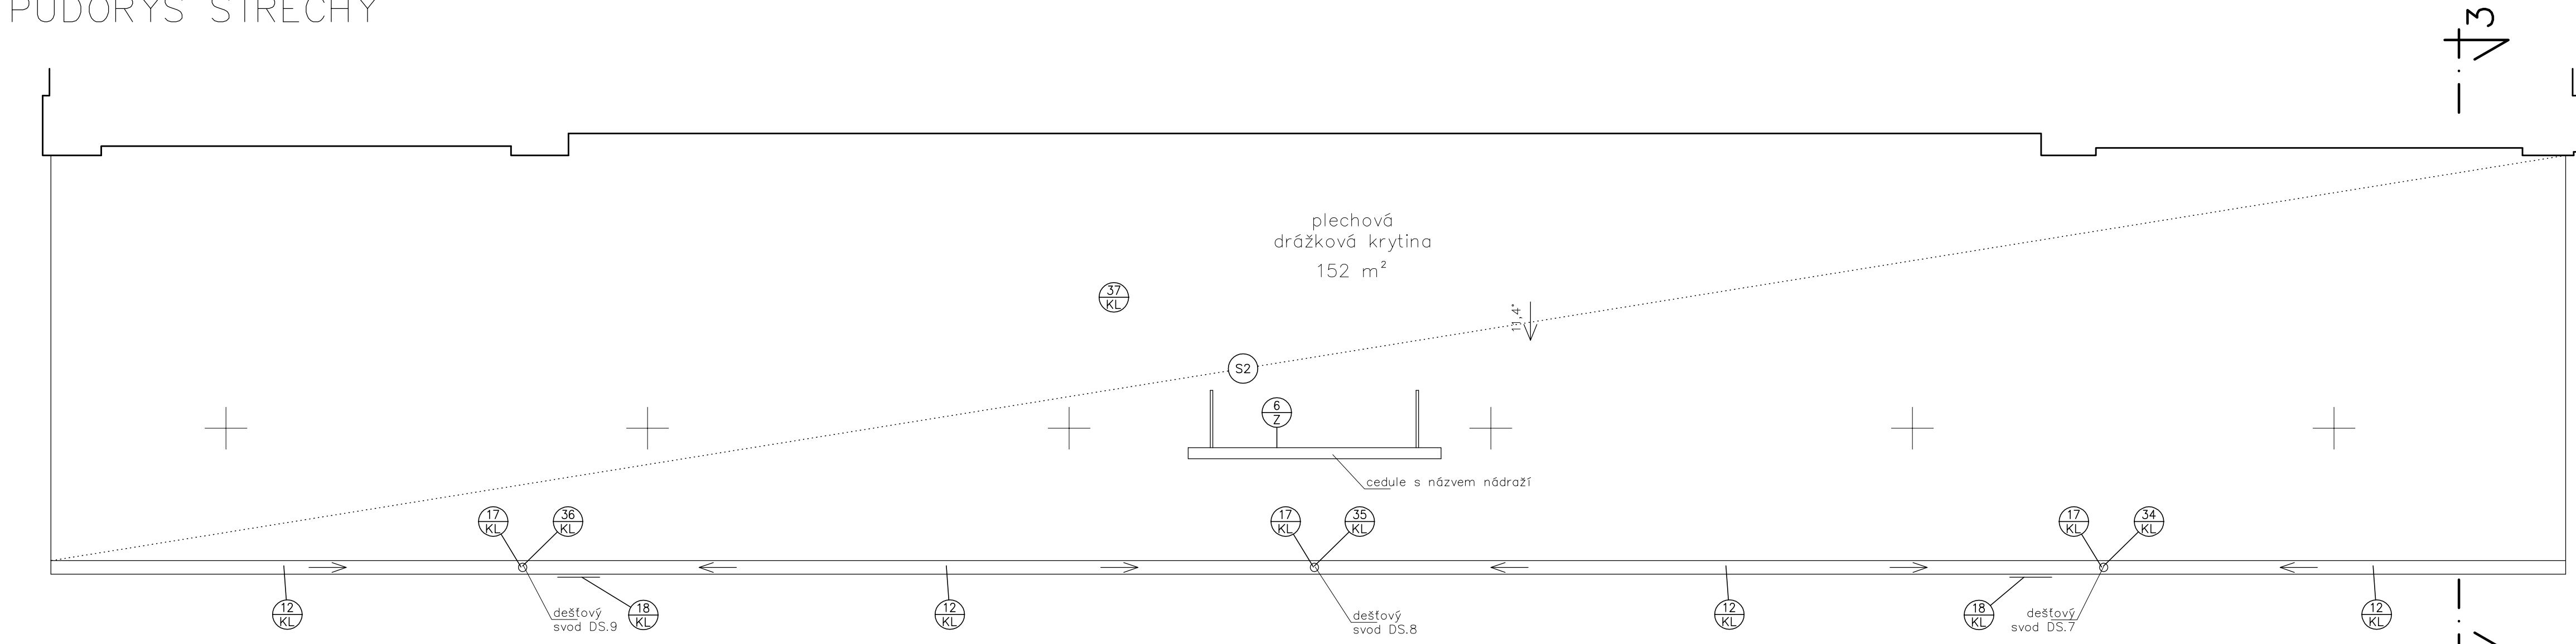 PŮDORYS STŘECHY
3
plechová
drážková krytina
152 m²
37
KL
11,4°
S2
6
Z
cedule s názvem nádraží
17
KL
36
KL
17
KL
35
KL
17
KL
34
KL
12
KL
dešťový
svod DS.9
18
KL
12
KL
dešťový
svod DS.8
12
KL
18
KL
dešťový
svod DS.7
12
KL